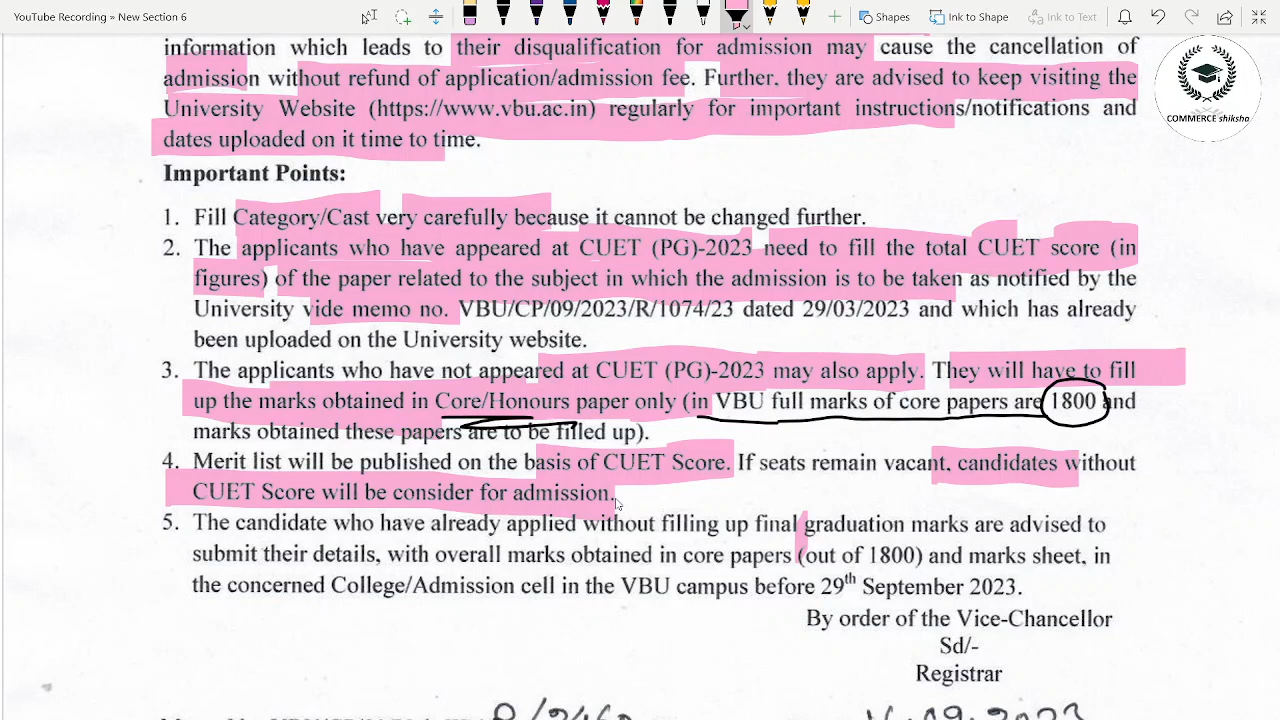 YouTube Recording » New Section 6
Shapes
Ink to Shape
Ink to Text
information which leads to their disqualification for admission may cause the cancellation of
admission without refund of application/admission fee. Further, they are advised to keep visiting the
University Website (https://www.vbu.ac.in) regularly for important instructions/notifications and
dates uploaded on it time to time.
COMMERCE shiksha
Important Points:
1. Fill Category/Cast very carefully because it cannot be changed further.
2. The applicants who have appeared at CUET (PG)-2023 need to fill the total CUET score (in
figures) of the paper related to the subject in which the admission is to be taken as notified by the
University vide memo no. VBU/CP/09/2023/R/1074/23 dated 29/03/2023 and which has already
been uploaded on the University website.
3. The applicants who have not appeared at CUET (PG)-2023 may also apply. They will have to fill
up the marks obtained in Core/Honours paper only (in VBU full marks of core papers are 1800 and
marks obtained these papers are to be filled up).
4. Merit list will be published on the basis of CUET Score. If seats remain vacant, candidates without
CUET Score will be consider for admission.
5. The candidate who have already applied without filling up final graduation marks are advised to
submit their details, with overall marks obtained in core papers (out of 1800) and marks sheet, in
the concerned College/Admission cell in the VBU campus before 29th September 2023.
By order of the Vice-Chancellor
Sd/-
Registrar